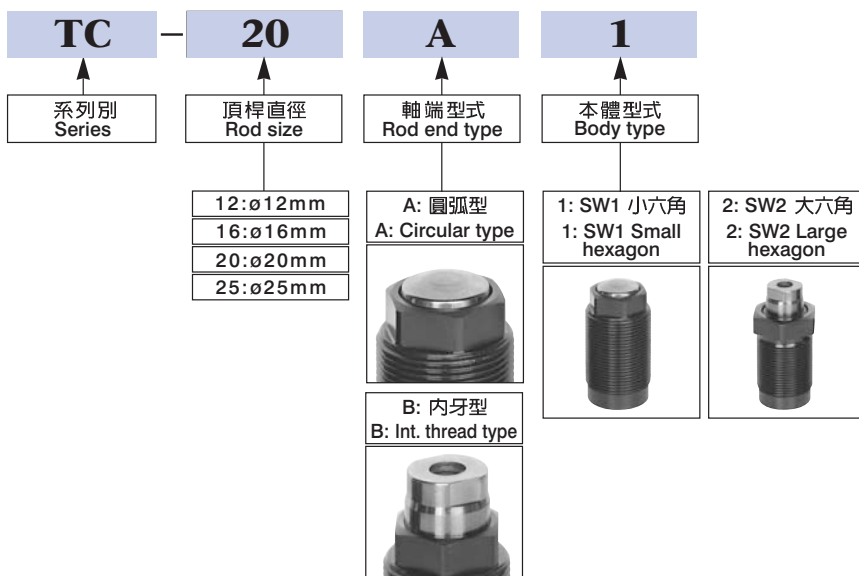 TC – 20 A 1
系列別
Series
頂桿直徑
Rod size
軸端型式
Rod end type
本體型式
Body type
12:ø12mm
16:ø16mm
20:ø20mm
25:ø25mm
A: 圓弧型
A: Circular type
B: 内牙型
B: Int. thread type
1: SW1 小六角
1: SW1 Small
hexagon
2: SW2 大六角
2: SW2 Large
hexagon